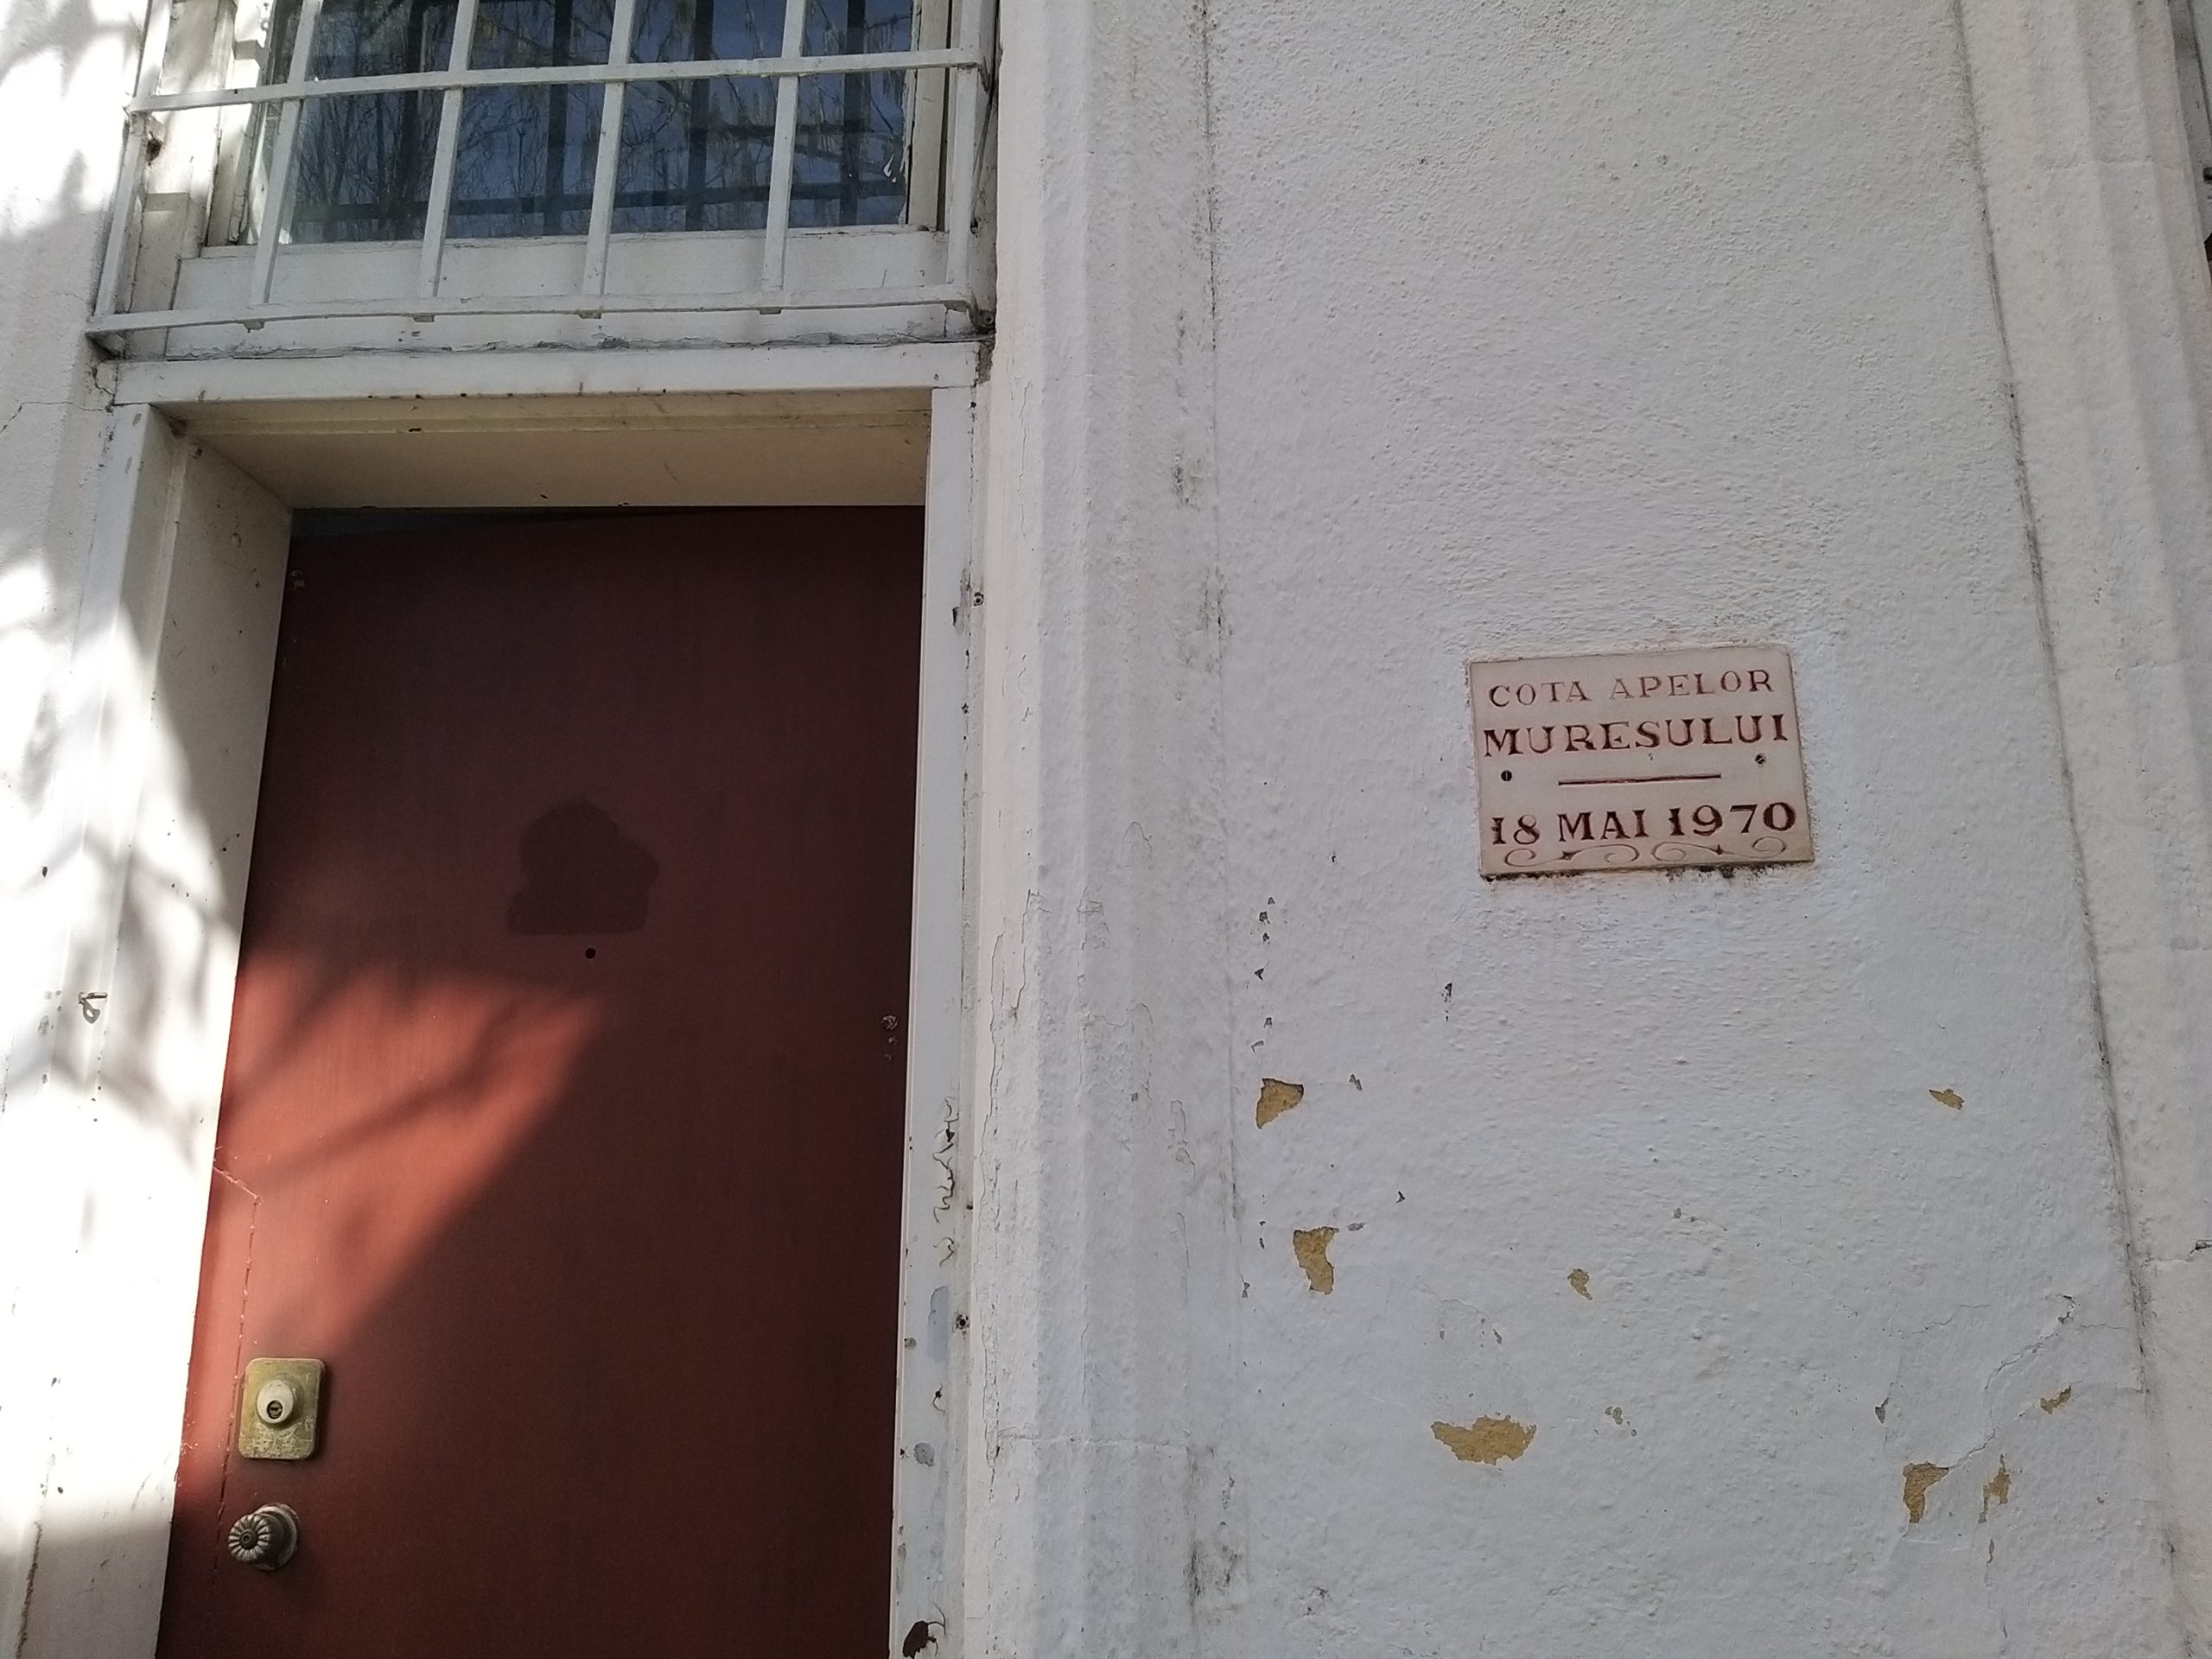 COTA APELOR
MURESULUI
18 MAI 1970